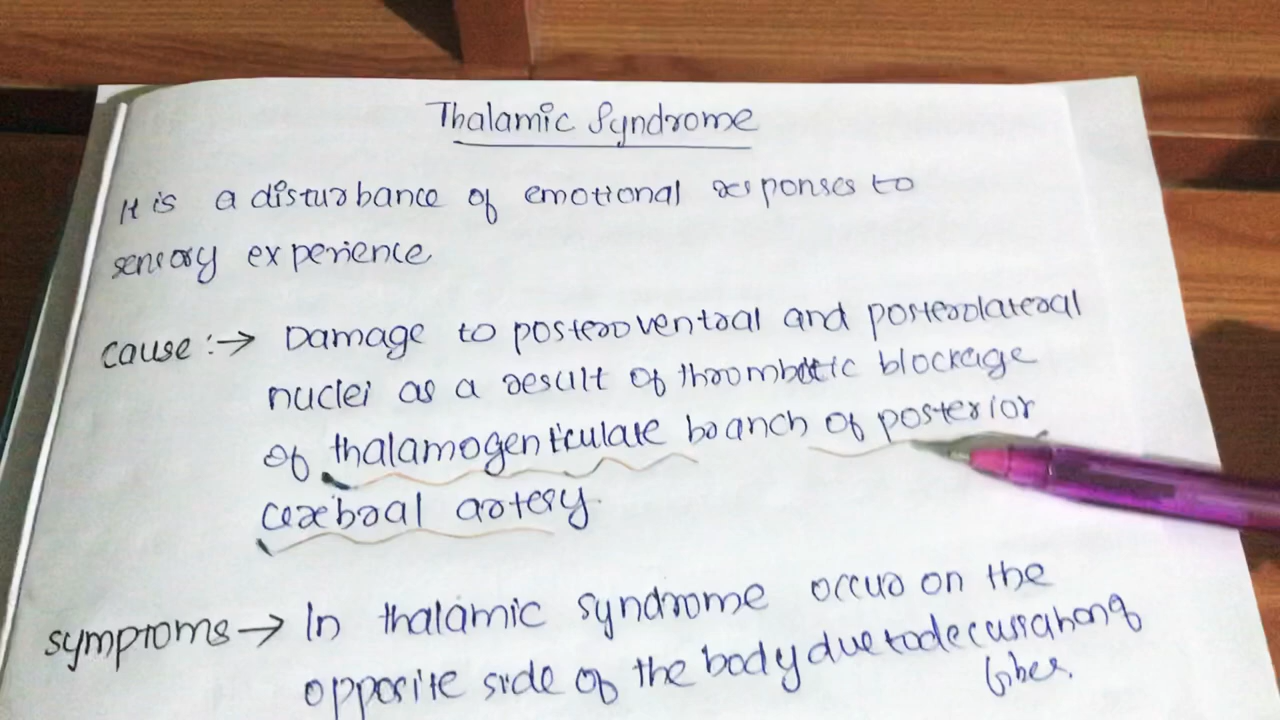 Thalamic Syndrome
It is a disturbance of emotional responses to
sensory experience
cause :→ Damage to posteroventral and posterolateral
nuclei as a result of thrombotic blockage
of thalamogeniculate branch of posterior
cerebral artery.
symptoms → In thalamic syndrome occur on the
opposite side of the body due to decussation of
fiber.